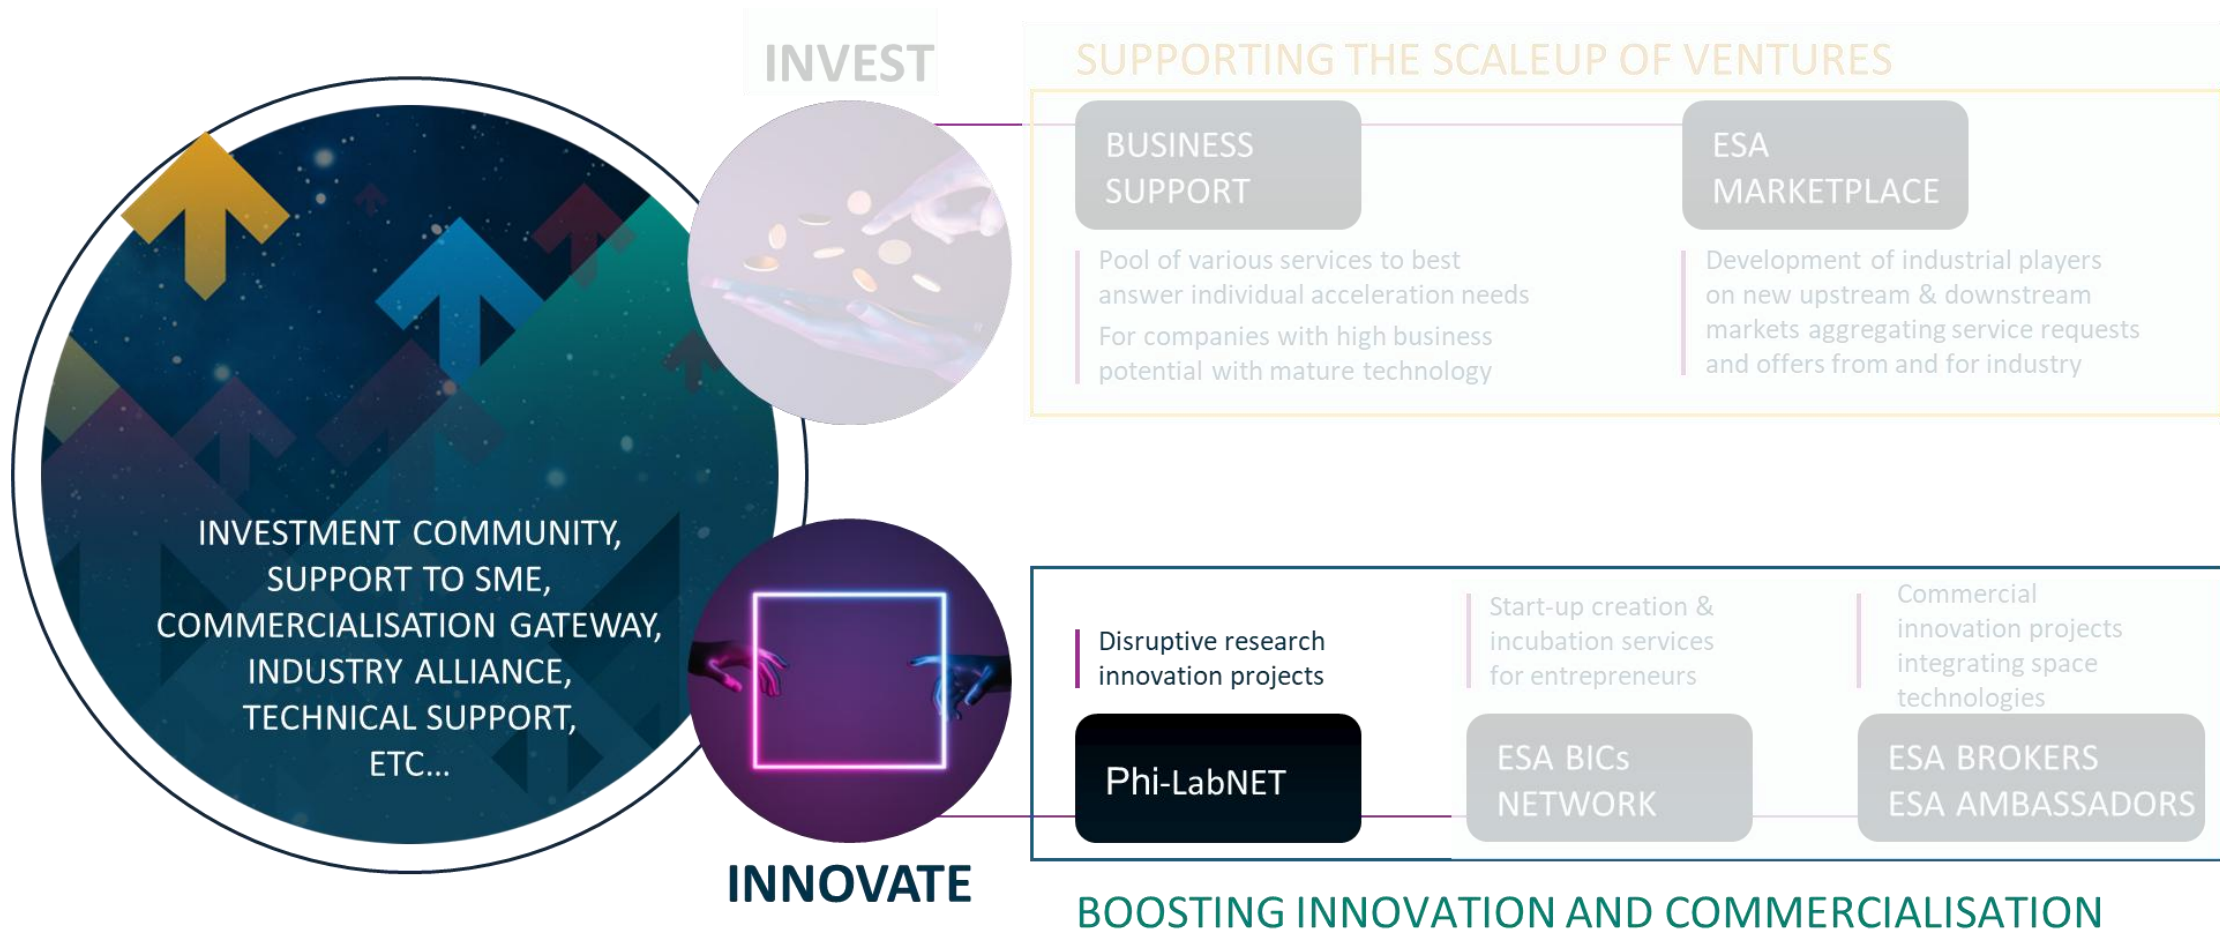 INVEST
SUPPORTING THE SCALEUP OF VENTURES
BUSINESS
SUPPORT
Pool of various services to best
answer individual acceleration needs
For companies with high business
potential with mature technology
ESA
MARKETPLACE
Development of industrial players
on new upstream & downstream
markets aggregating service requests
and offers from and for industry
INVESTMENT COMMUNITY,
SUPPORT TO SME,
COMMERCIALISATION GATEWAY,
INDUSTRY ALLIANCE,
TECHNICAL SUPPORT,
ETC...
Disruptive research
innovation projects
Phi-LabNET
Start-up creation &
incubation services
for entrepreneurs
ESA BICs
NETWORK
Commercial
innovation projects
integrating space
technologies
ESA BROKERS
ESA AMBASSADORS
INNOVATE
BOOSTING INNOVATION AND COMMERCIALISATION